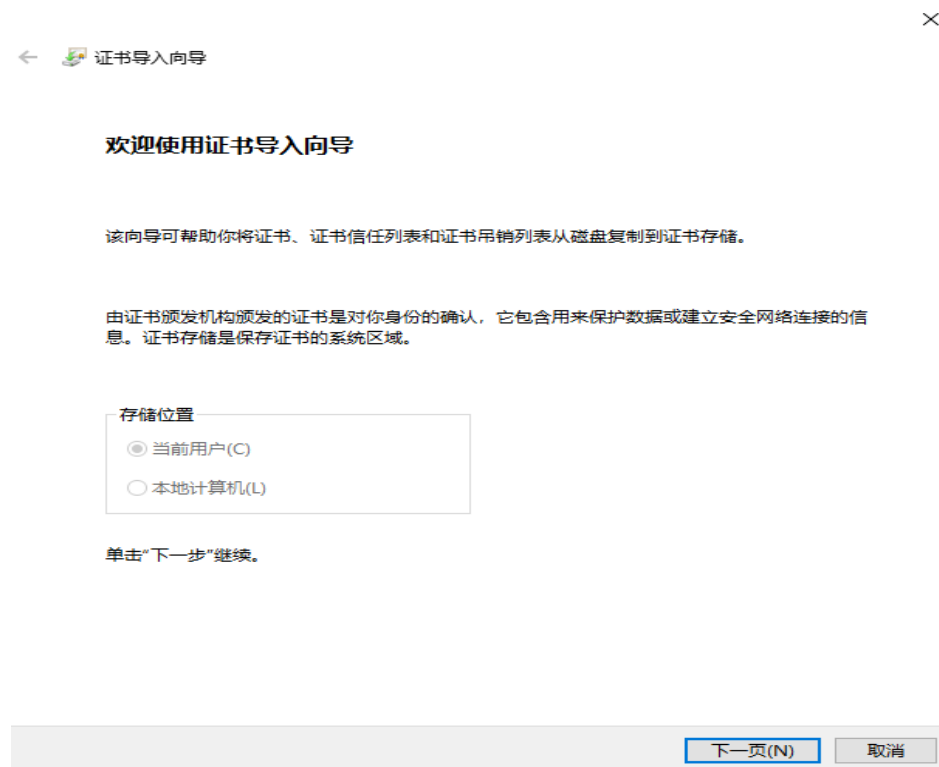 证书导入向导
欢迎使用证书导入向导
该向导可帮助你将证书、证书信任列表和证书吊销列表从磁盘复制到证书存储。
由证书颁发机构颁发的证书是对你身份的确认，它包含用来保护数据或建立安全网络连接的信
息。证书存储是保存证书的系统区域。
存储位置
当前用户(C)
本地计算机(L)
单击“下一步”继续。
下一页(N)
取消